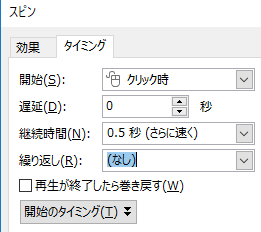 スピン
効果 タイミング
開始(S): クリック時
遅延(D): 0 秒
継続時間(N): 0.5 秒 (さらに速く)
繰り返し(R): (なし)
再生が終了したら巻き戻す(W)
開始のタイミング(T)